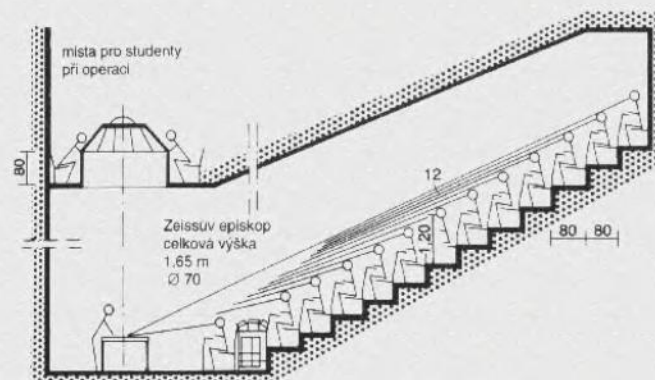 místa pro studenty
při operaci
80
12
Zeissův episkop
celková výška
1,65 m
Ø 70
1,20
80 80